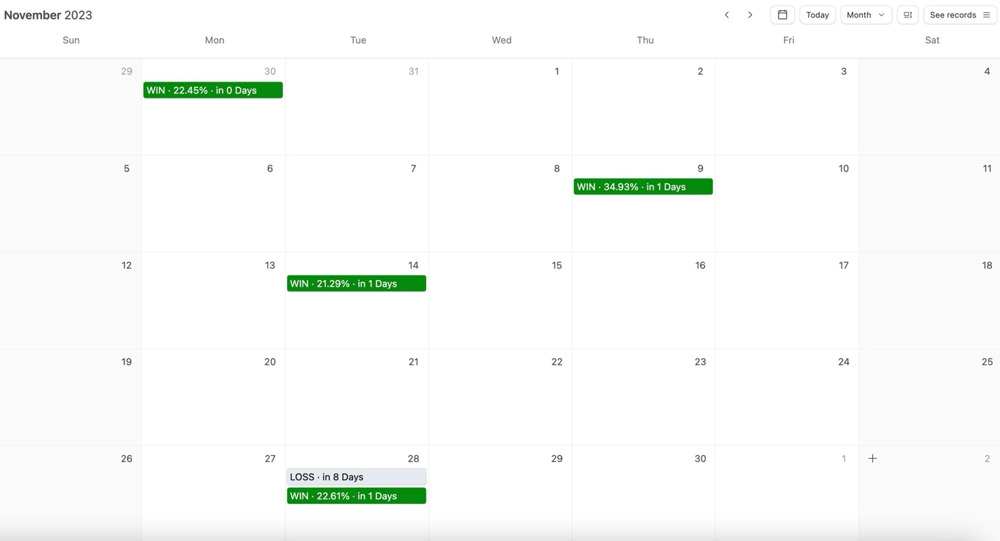 November 2023
Today
Month
See records
Sun Mon Tue Wed Thu Fri Sat
29 30 31 1 2 3 4
WIN · 22.45% · in 0 Days
5 6 7 8 9 10 11
WIN · 34.93% · in 1 Days
12 13 14 15 16 17 18
WIN · 21.29% · in 1 Days
19 20 21 22 23 24 25
26 27 28 29 30 1 2
LOSS · in 8 Days
WIN · 22.61% · in 1 Days